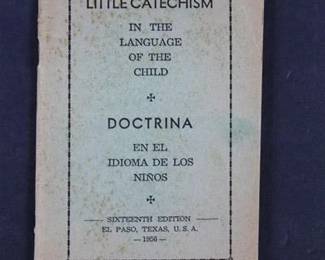 LITTLE CATECHISM
IN THE
LANGUAGE
OF THE
CHILD
DOCTRINA
EN EL
IDIOMA DE LOS
NIÑOS
SIXTEENTH EDITION
EL PASO, TEXAS, U. S. A.
— 1956 —